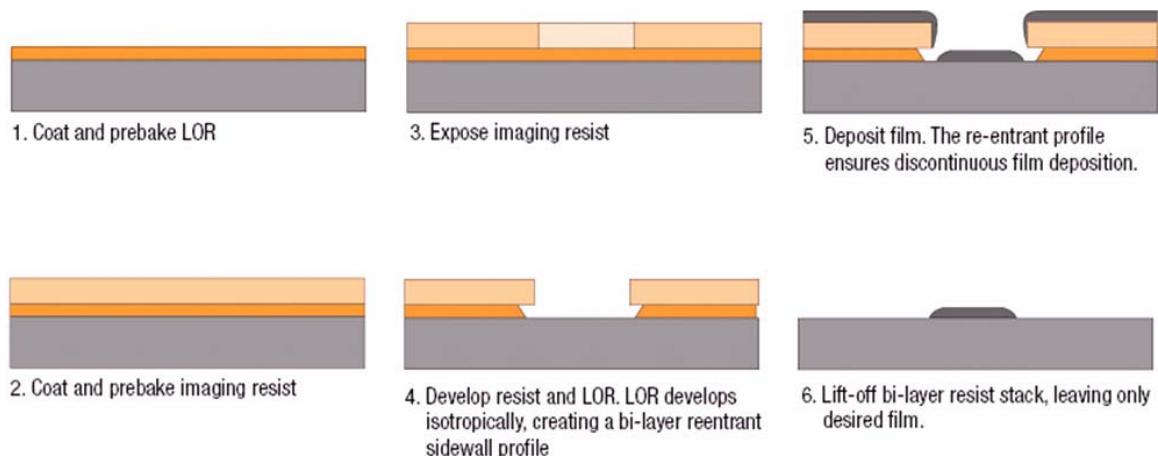 1. Coat and prebake LOR
2. Coat and prebake imaging resist
3. Expose imaging resist
4. Develop resist and LOR. LOR develops
isotropically, creating a bi-layer reentrant
sidewall profile
5. Deposit film. The re-entrant profile
ensures discontinuous film deposition.
6. Lift-off bi-layer resist stack, leaving only
desired film.